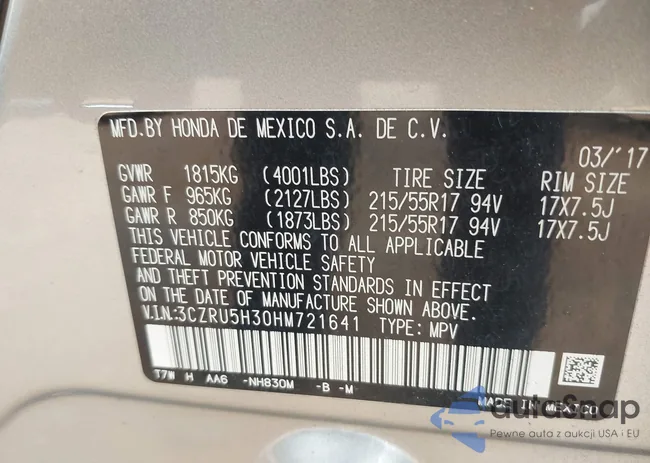 MFD.BY HONDA DE MEXICO S.A. DE C.V.
03/'17
GVWR 1815KG (4001LBS) TIRE SIZE RIM SIZE
GAWR F 965KG (2127LBS) 215/55R17 94V 17X7.5J
GAWR R 850KG (1873LBS) 215/55R17 94V 17X7.5J
THIS VEHICLE CONFORMS TO ALL APPLICABLE
FEDERAL MOTOR VEHICLE SAFETY
AND THEFT PREVENTION STANDARDS IN EFFECT
ON THE DATE OF MANUFACTURE SHOWN ABOVE.
V.I.N:3CZRU5H30HM721641 TYPE: MPV
T7W H AA6 -NH830M -B -M
MADE IN MEXICO
autoSnap
Pewne auta z aukcji USA i EU